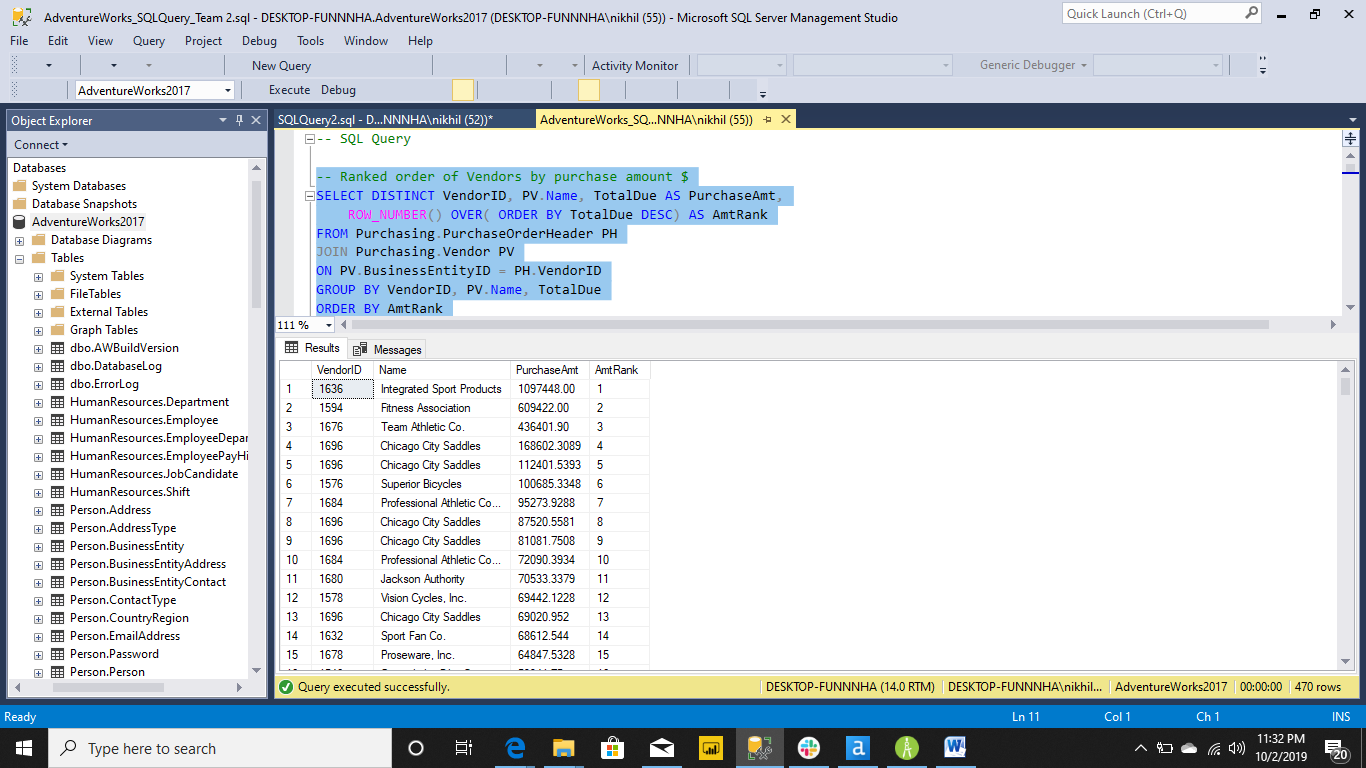 AdventureWorks_SQLQuery_Team 2.sql - DESKTOP-FUNNNHA.AdventureWorks2017 (DESKTOP-FUNNNHA\nikhil (55)) - Microsoft SQL Server Management Studio
Quick Launch (Ctrl+Q)
File Edit View Query Project Debug Tools Window Help
New Query Activity Monitor Generic Debugger
AdventureWorks2017 Execute Debug
Object Explorer
Connect
Databases
System Databases
Database Snapshots
AdventureWorks2017
Database Diagrams
Tables
System Tables
FileTables
External Tables
Graph Tables
dbo.AWBuildVersion
dbo.DatabaseLog
dbo.ErrorLog
HumanResources.Department
HumanResources.Employee
HumanResources.EmployeeDepar
HumanResources.EmployeePayHi
HumanResources.JobCandidate
HumanResources.Shift
Person.Address
Person.AddressType
Person.BusinessEntity
Person.BusinessEntityAddress
Person.BusinessEntityContact
Person.ContactType
Person.CountryRegion
Person.EmailAddress
Person.Password
Person.Person
SQLQuery2.sql - D...NNNHA\nikhil (52))* AdventureWorks_SQ...NNHA\nikhil (55))
-- SQL Query
-- Ranked order of Vendors by purchase amount $
SELECT DISTINCT VendorID, PV.Name, TotalDue AS PurchaseAmt,
ROW_NUMBER() OVER( ORDER BY TotalDue DESC) AS AmtRank
FROM Purchasing.PurchaseOrderHeader PH
JOIN Purchasing.Vendor PV
ON PV.BusinessEntityID = PH.VendorID
GROUP BY VendorID, PV.Name, TotalDue
ORDER BY AmtRank
111 %
Results Messages
VendorID Name PurchaseAmt AmtRank
1 1636 Integrated Sport Products 1097448.00 1
2 1594 Fitness Association 609422.00 2
3 1676 Team Athletic Co. 436401.90 3
4 1696 Chicago City Saddles 168602.3089 4
5 1696 Chicago City Saddles 112401.5393 5
6 1576 Superior Bicycles 100685.3348 6
7 1684 Professional Athletic Co... 95273.9288 7
8 1696 Chicago City Saddles 87520.5581 8
9 1696 Chicago City Saddles 81081.7508 9
10 1684 Professional Athletic Co... 72090.3934 10
11 1680 Jackson Authority 70533.3379 11
12 1578 Vision Cycles, Inc. 69442.1228 12
13 1696 Chicago City Saddles 69020.952 13
14 1632 Sport Fan Co. 68612.544 14
15 1678 Proseware, Inc. 64847.5328 15
Query executed successfully. DESKTOP-FUNNNHA (14.0 RTM) DESKTOP-FUNNNHA\nikhil... AdventureWorks2017 00:00:00 470 rows
Ready Ln 11 Col 1 Ch 1 INS
Type here to search
11:32 PM
10/2/2019
20